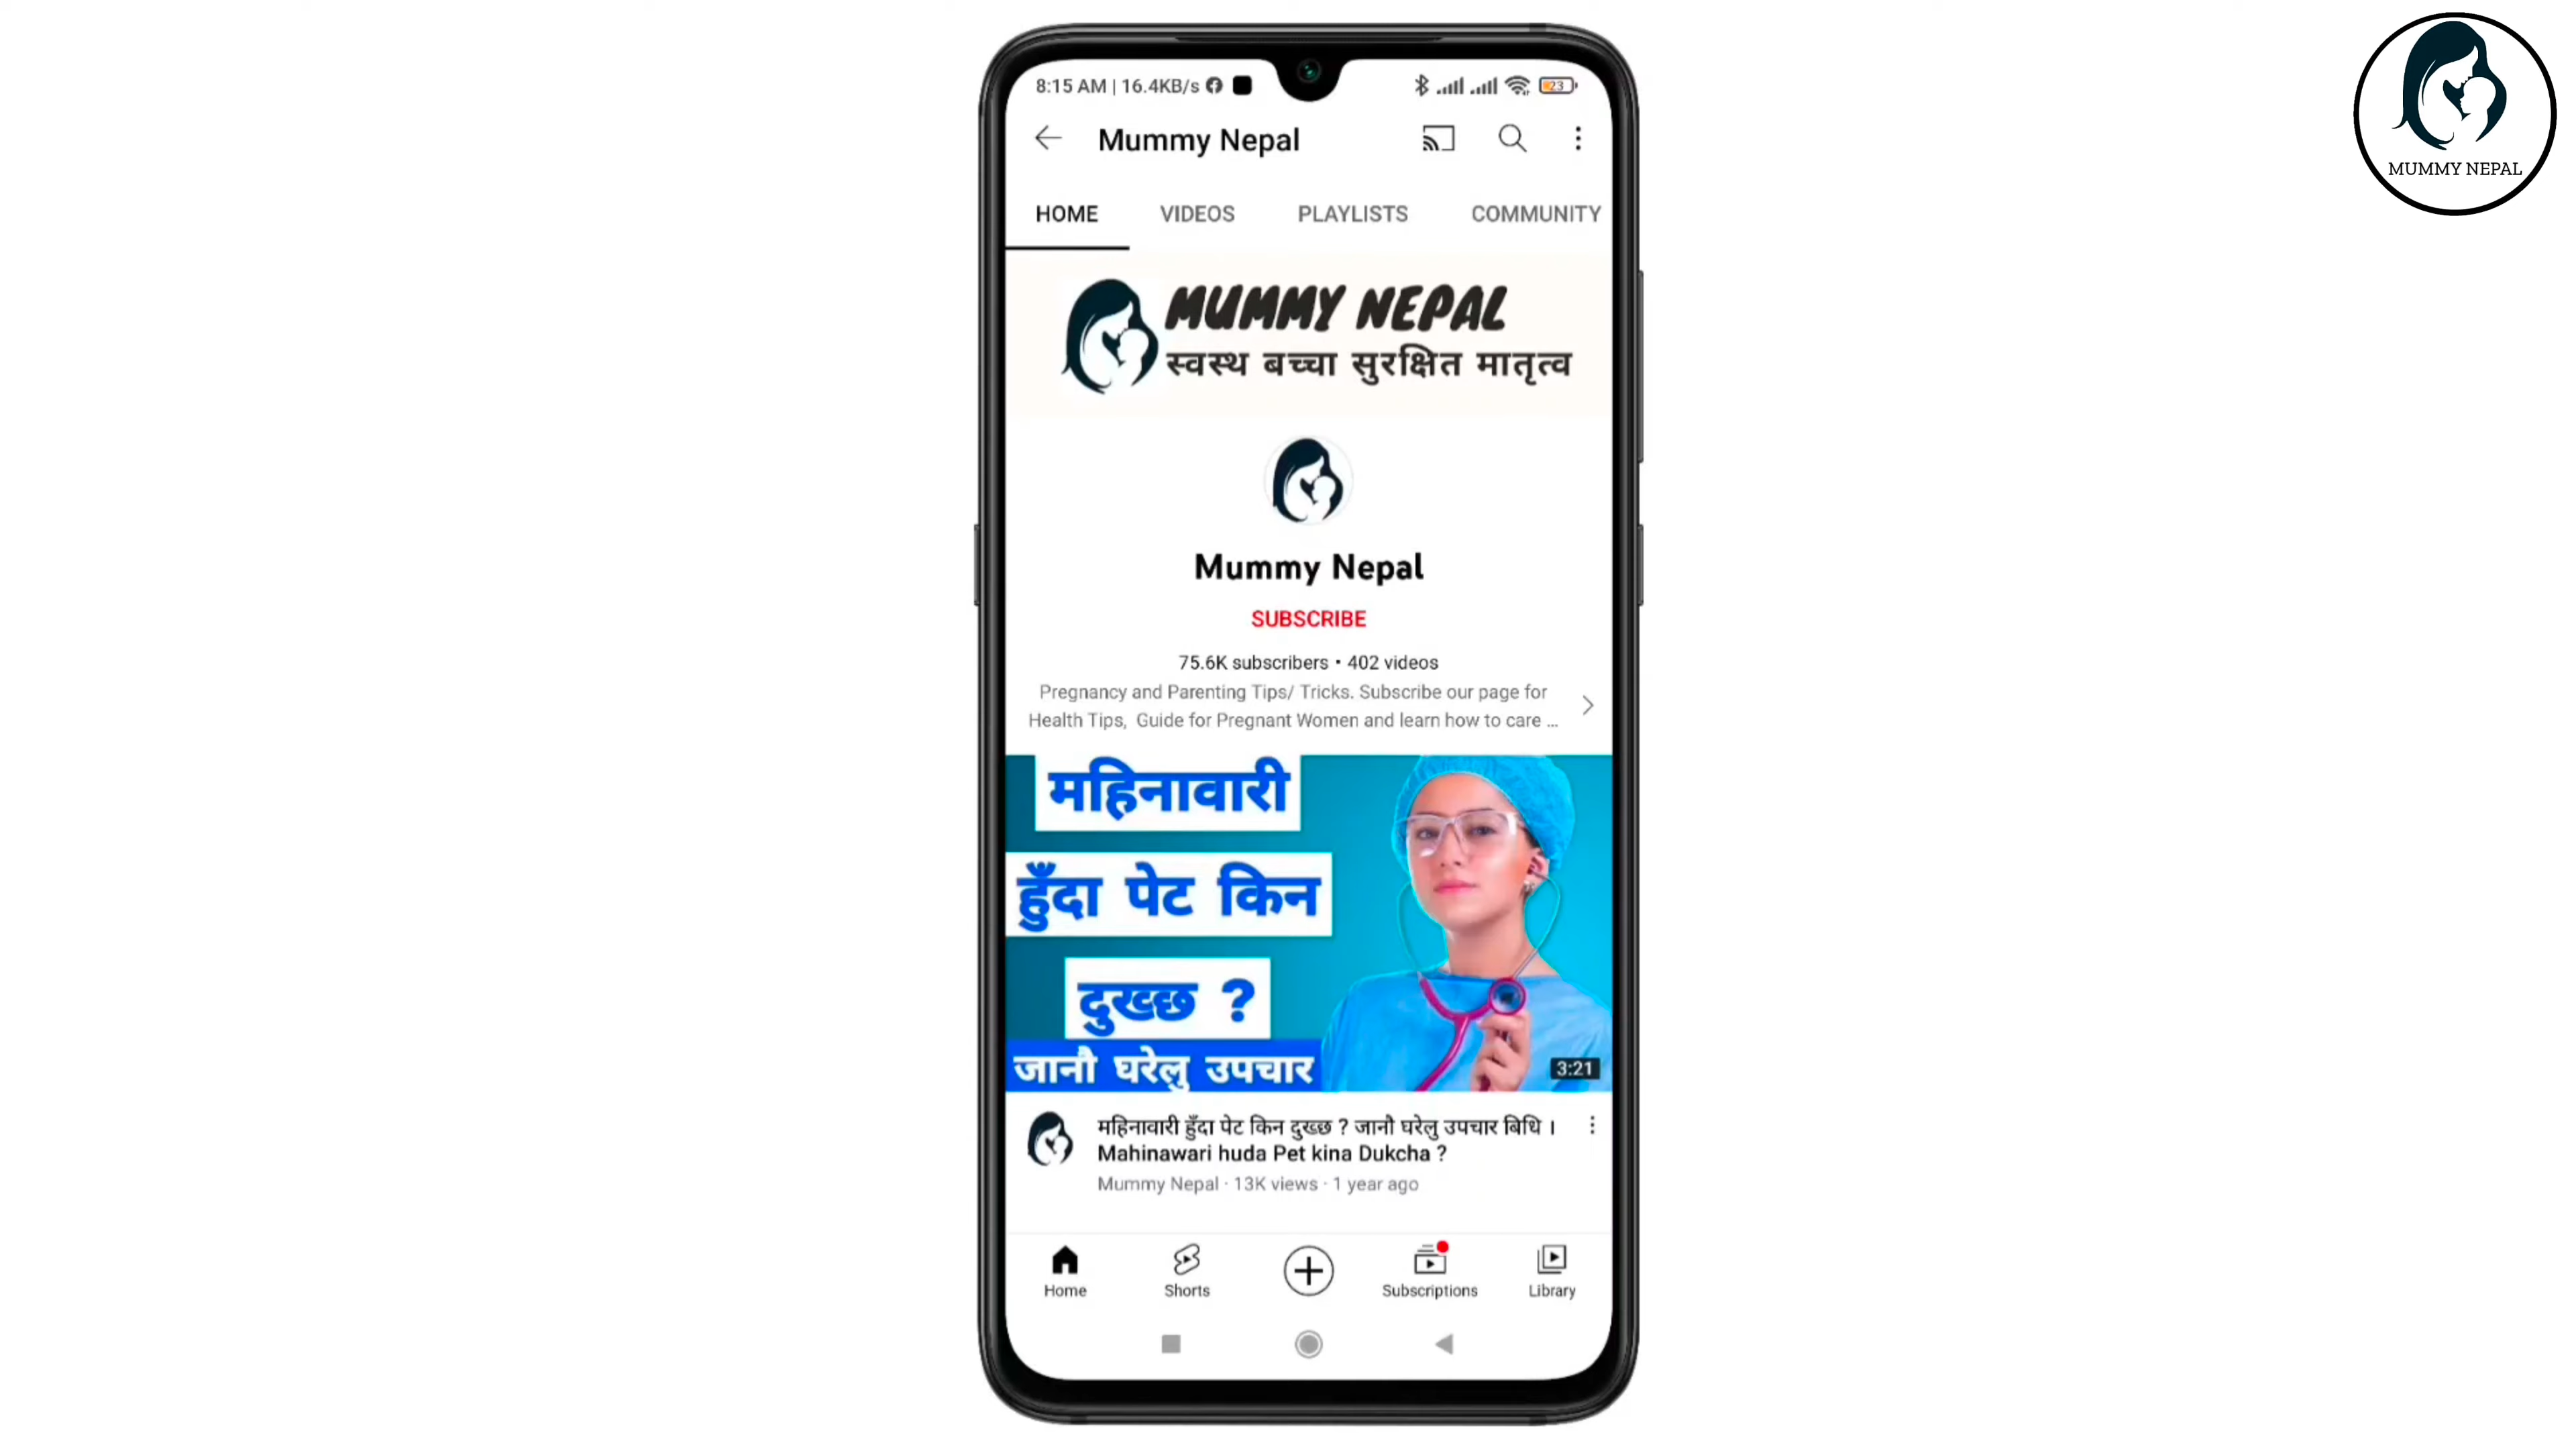 MUMMY NEPAL
8:15 AM | 16.4KB/s
23
Mummy Nepal
HOME VIDEOS PLAYLISTS COMMUNITY
MUMMY NEPAL
स्वस्थ बच्चा सुरक्षित मातृत्व
Mummy Nepal
SUBSCRIBE
75.6K subscribers • 402 videos
Pregnancy and Parenting Tips/ Tricks. Subscribe our page for
Health Tips, Guide for Pregnant Women and learn how to care ...
महिनावारी
हुँदा पेट किन
दुख्छ ?
जानौ घरेलु उपचार
3:21
महिनावारी हुँदा पेट किन दुख्छ ? जानौ घरेलु उपचार बिधि ।
Mahinawari huda Pet kina Dukcha ?
Mummy Nepal · 13K views · 1 year ago
Home Shorts Subscriptions Library